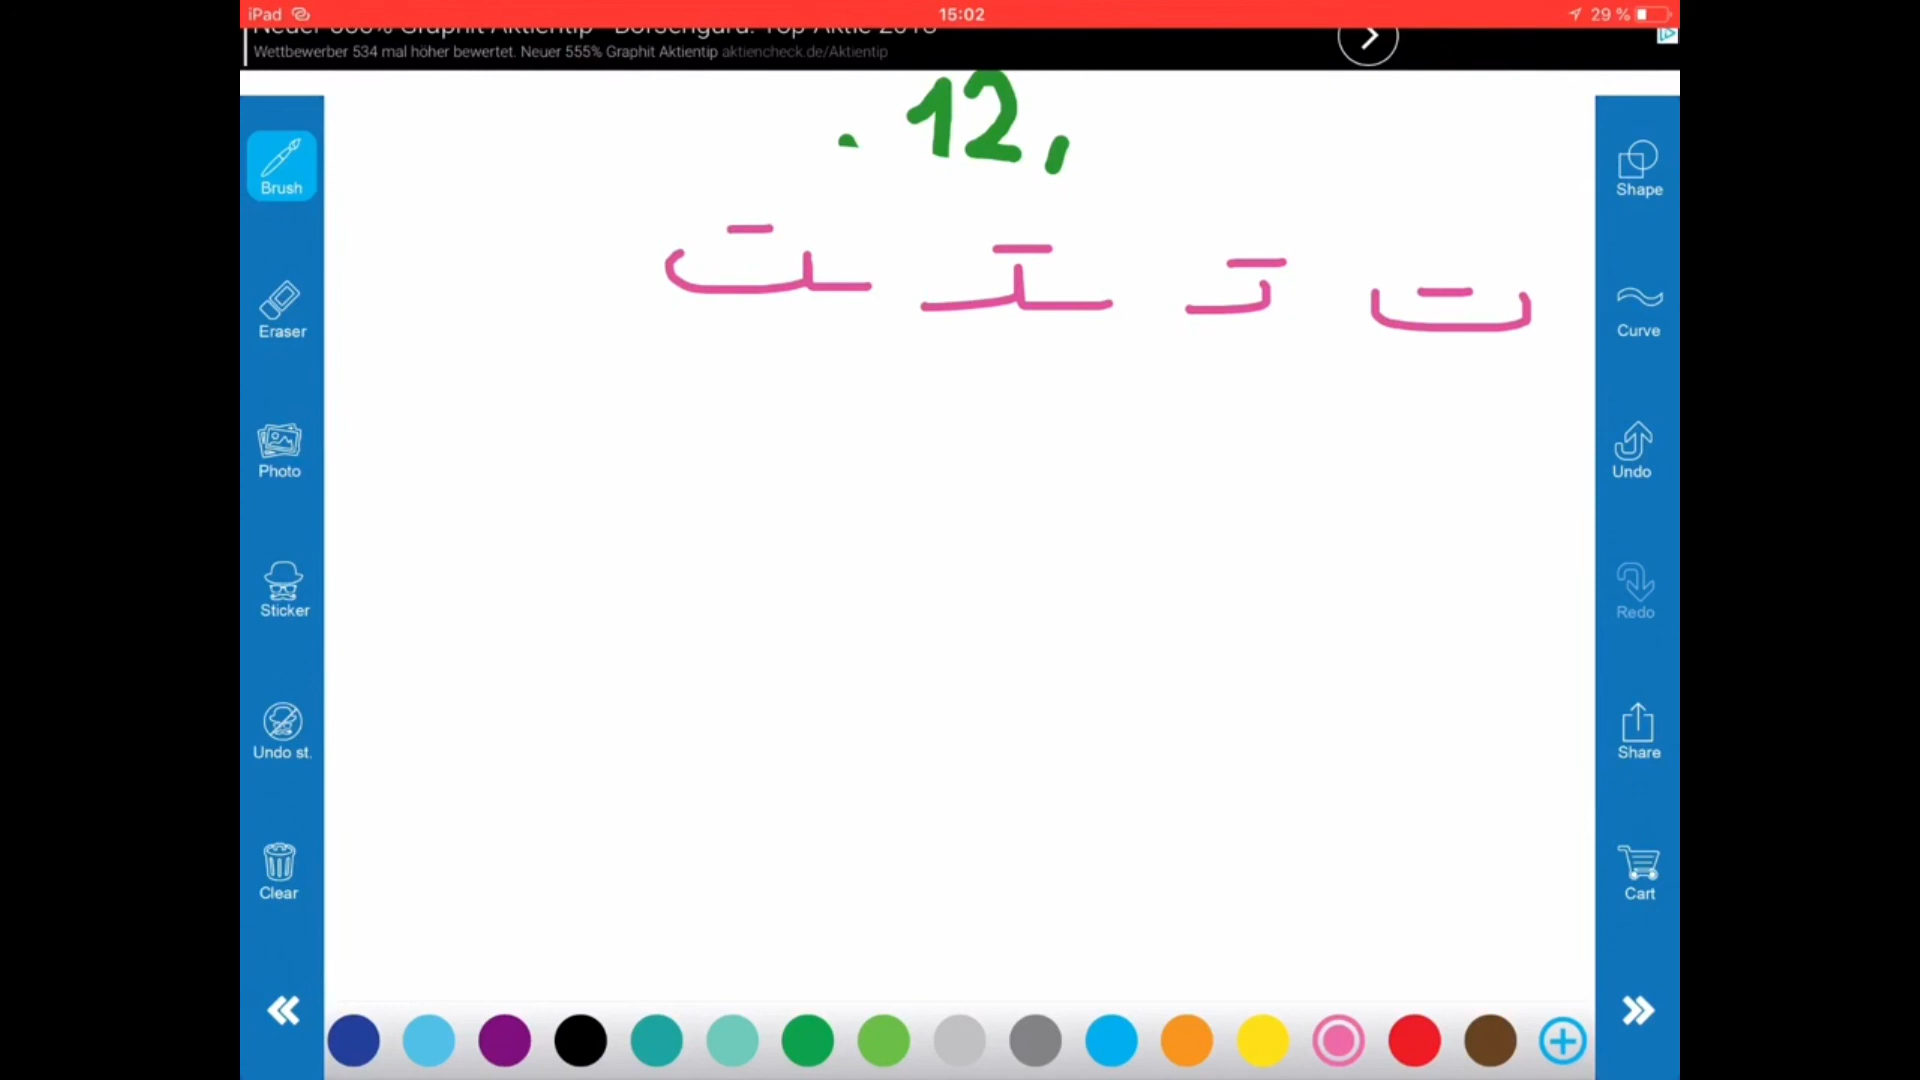 iPad 15:02 29 %
Wettbewerber 534 mal höher bewertet. Neuer 555% Graphit Aktientip aktiencheck.de/Aktientip
. 12,
ت تـ ـتـ ـت
Brush
Eraser
Photo
Sticker
Undo st.
Clear
Shape
Curve
Undo
Redo
Share
Cart